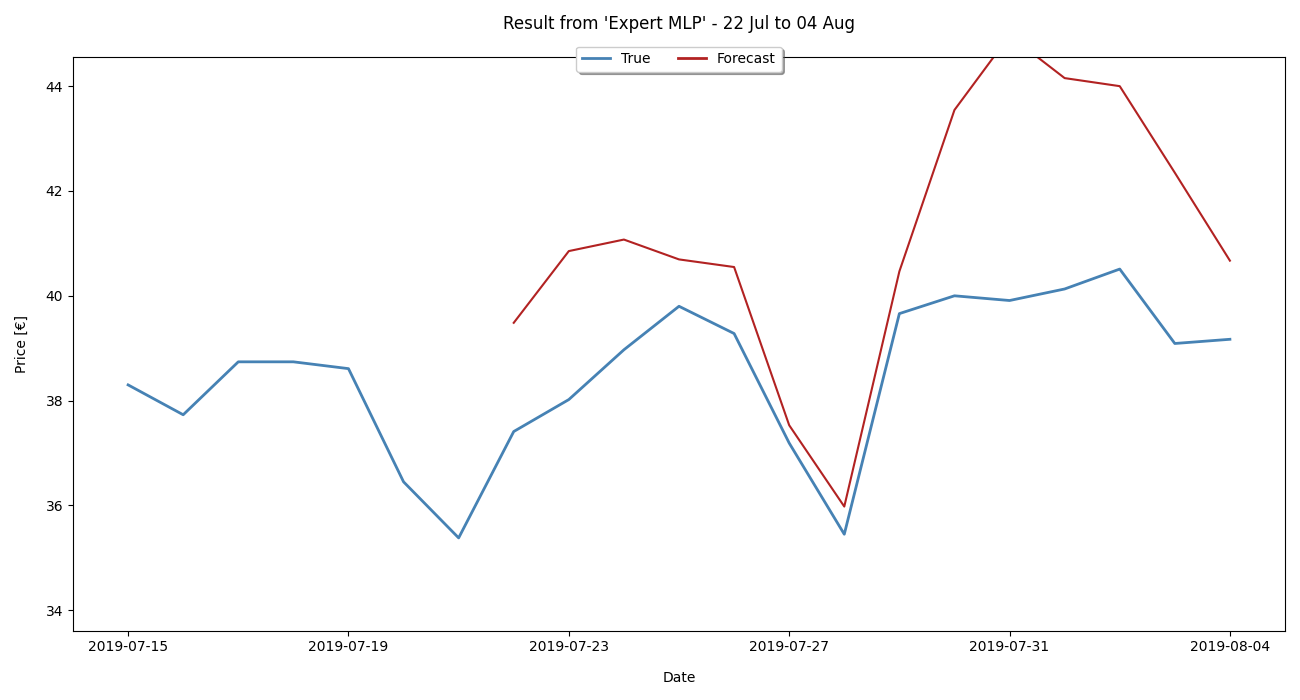 Result from 'Expert MLP' - 22 Jul to 04 Aug
True Forecast
44
42
40
38
36
34
Price [€]
2019-07-15 2019-07-19 2019-07-23 2019-07-27 2019-07-31 2019-08-04
Date